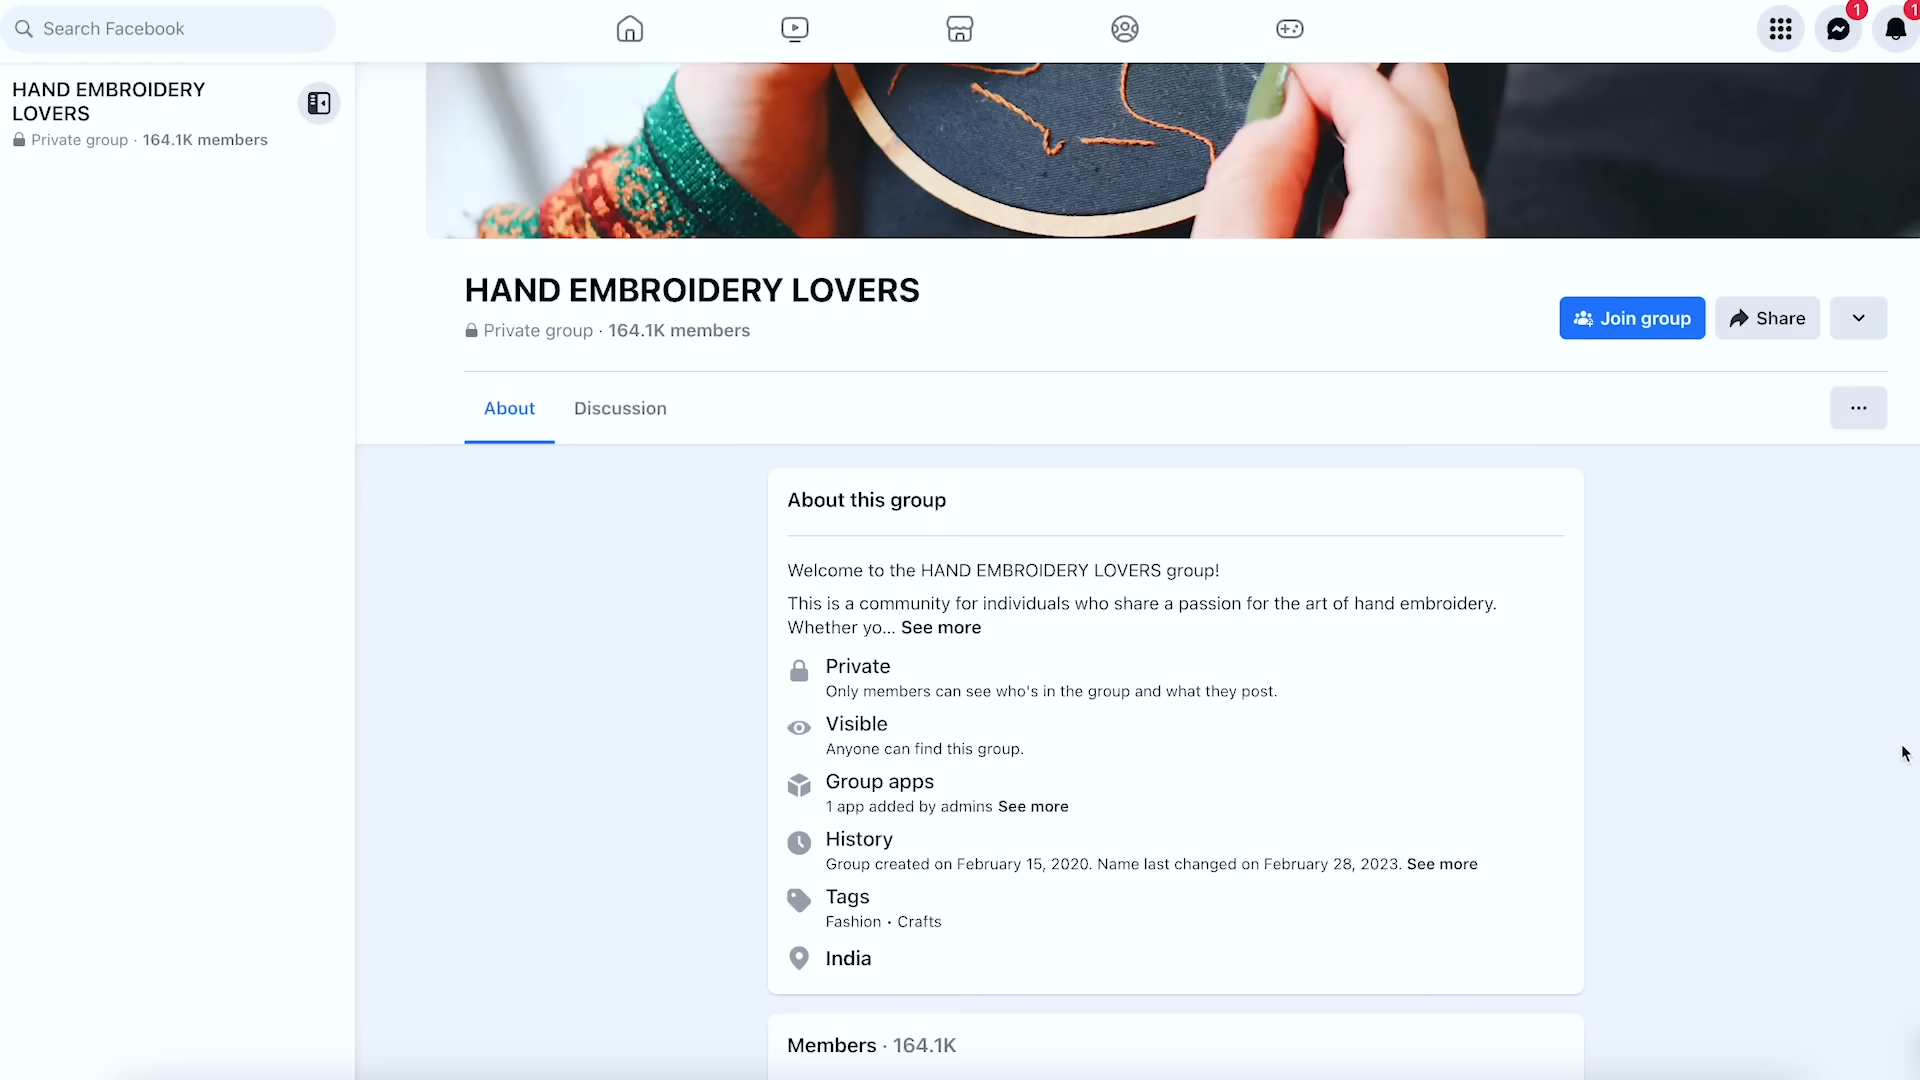 Search Facebook
1
1
HAND EMBROIDERY
LOVERS
Private group · 164.1K members
HAND EMBROIDERY LOVERS
Private group · 164.1K members
Join group
Share
About
Discussion
About this group
Welcome to the HAND EMBROIDERY LOVERS group!
This is a community for individuals who share a passion for the art of hand embroidery.
Whether yo... See more
Private
Only members can see who's in the group and what they post.
Visible
Anyone can find this group.
Group apps
1 app added by admins See more
History
Group created on February 15, 2020. Name last changed on February 28, 2023. See more
Tags
Fashion · Crafts
India
Members · 164.1K